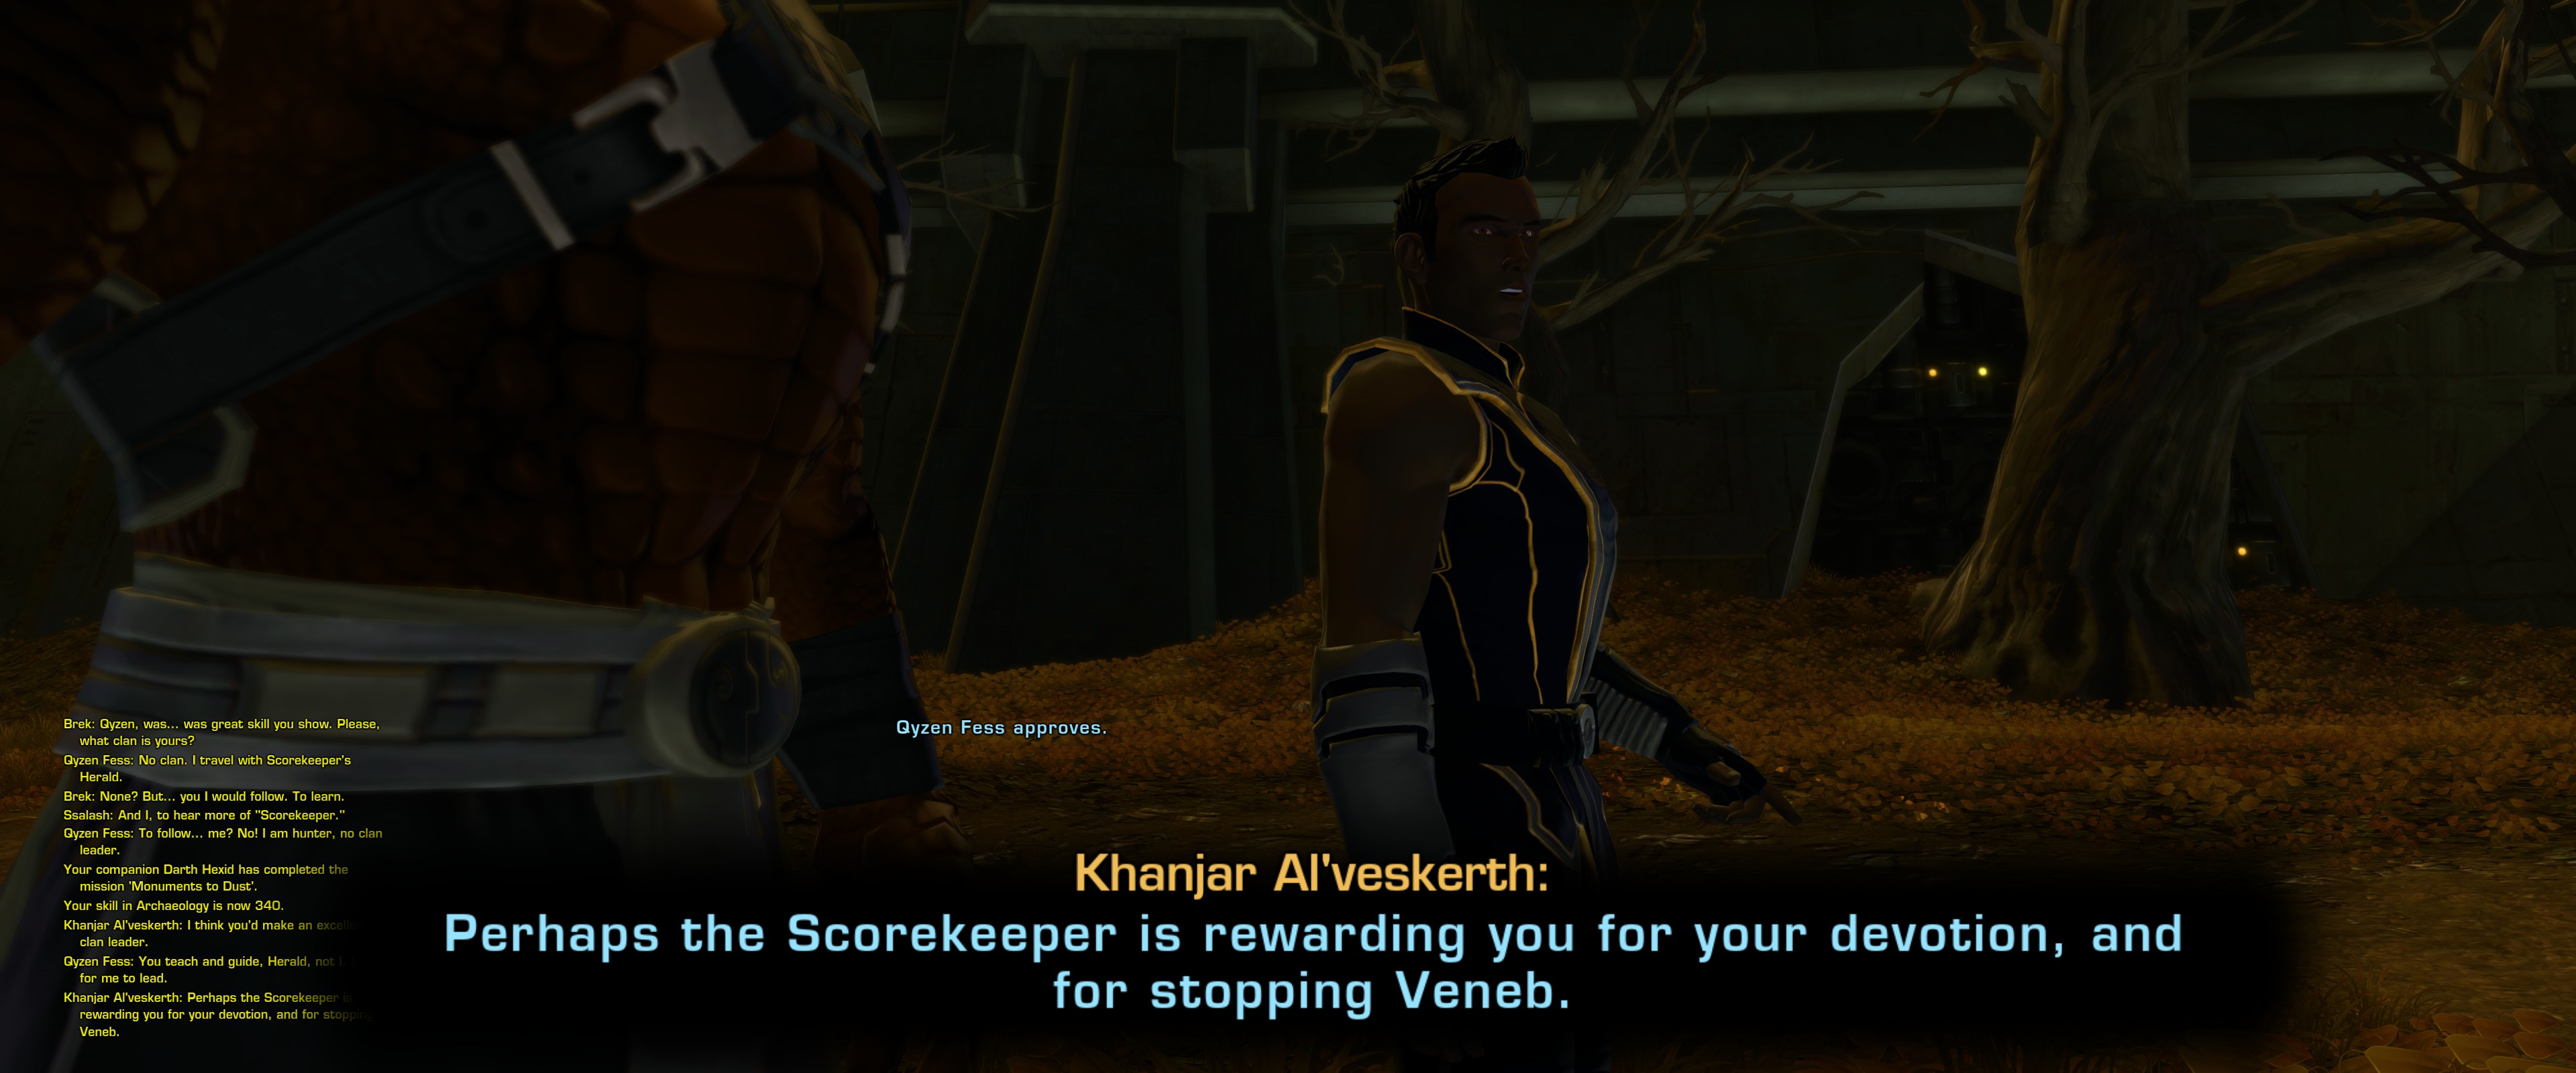 Brek: Qyzen, was... was great skill you show. Please,
what clan is yours?
Qyzen Fess: No clan. I travel with Scorekeeper's
Herald.
Brek: None? But... you I would follow. To learn.
Ssalash: And I, to hear more of "Scorekeeper."
Qyzen Fess: To follow... me? No! I am hunter, no clan
leader.
Your companion Darth Hexid has completed the
mission 'Monuments to Dust'.
Your skill in Archaeology is now 340.
Khanjar Al'veskerth: I think you'd make an
clan leader.
Qyzen Fess: You teach and guide, Herald, not I.
for me to lead.
Khanjar Al'veskerth: Perhaps the Scorekeeper is
rewarding you for your devotion, and for stopping
Veneb.
Qyzen Fess approves.
Khanjar Al'veskerth:
Perhaps the Scorekeeper is rewarding you for your devotion, and
for stopping Veneb.